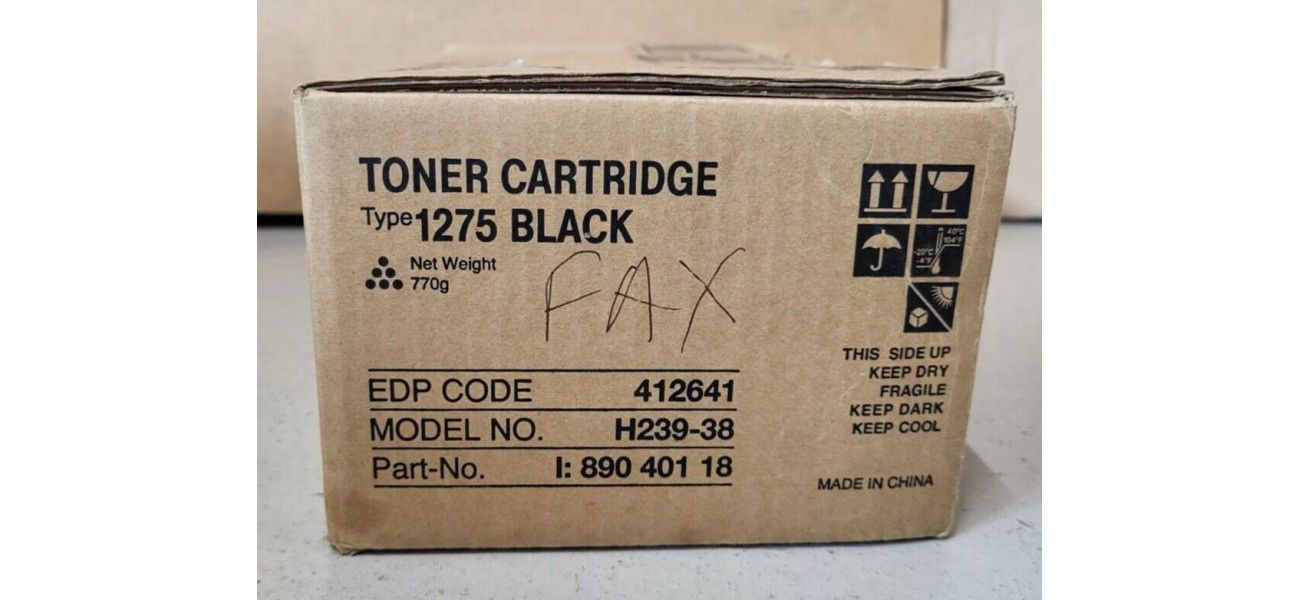 TONER CARTRIDGE
Type 1275 BLACK
Net Weight
770g
FAX
EDP CODE 412641
MODEL NO. H239-38
Part-No. I: 890 401 18
40°C
104°F
-20°C
-4°F
THIS SIDE UP
KEEP DRY
FRAGILE
KEEP DARK
KEEP COOL
MADE IN CHINA